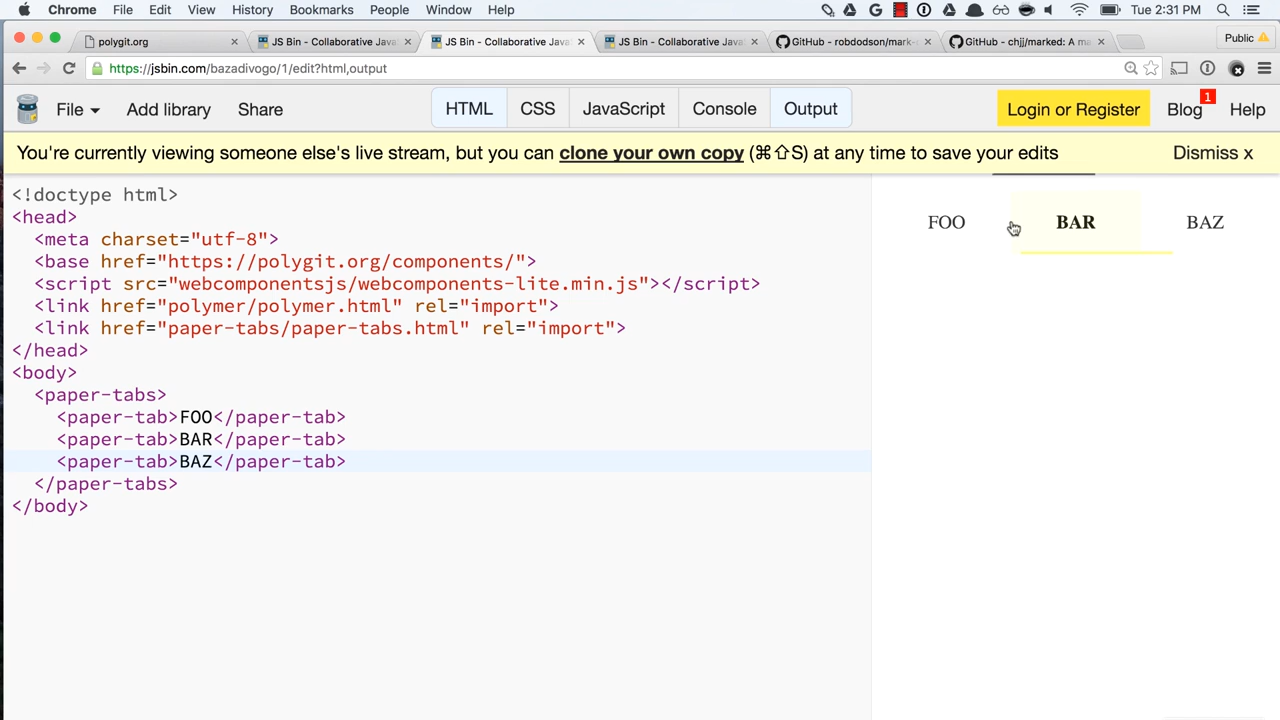 Chrome File Edit View History Bookmarks People Window Help Tue 2:31 PM
polygit.org JS Bin - Collaborative Java JS Bin - Collaborative Java JS Bin - Collaborative Java GitHub - robdodson/mark- GitHub - chjj/marked: A ma Public
https://jsbin.com/bazadivogo/1/edit?html,output
File Add library Share HTML CSS JavaScript Console Output Login or Register Blog 1 Help
You're currently viewing someone else's live stream, but you can clone your own copy (⌘⇧S) at any time to save your edits Dismiss x
<!doctype html>
<head>
<meta charset="utf-8">
<base href="https://polygit.org/components/">
<script src="webcomponentsjs/webcomponents-lite.min.js"></script>
<link href="polymer/polymer.html" rel="import">
<link href="paper-tabs/paper-tabs.html" rel="import">
</head>
<body>
<paper-tabs>
<paper-tab>FOO</paper-tab>
<paper-tab>BAR</paper-tab>
<paper-tab>BAZ</paper-tab>
</paper-tabs>
</body>
FOO BAR BAZ